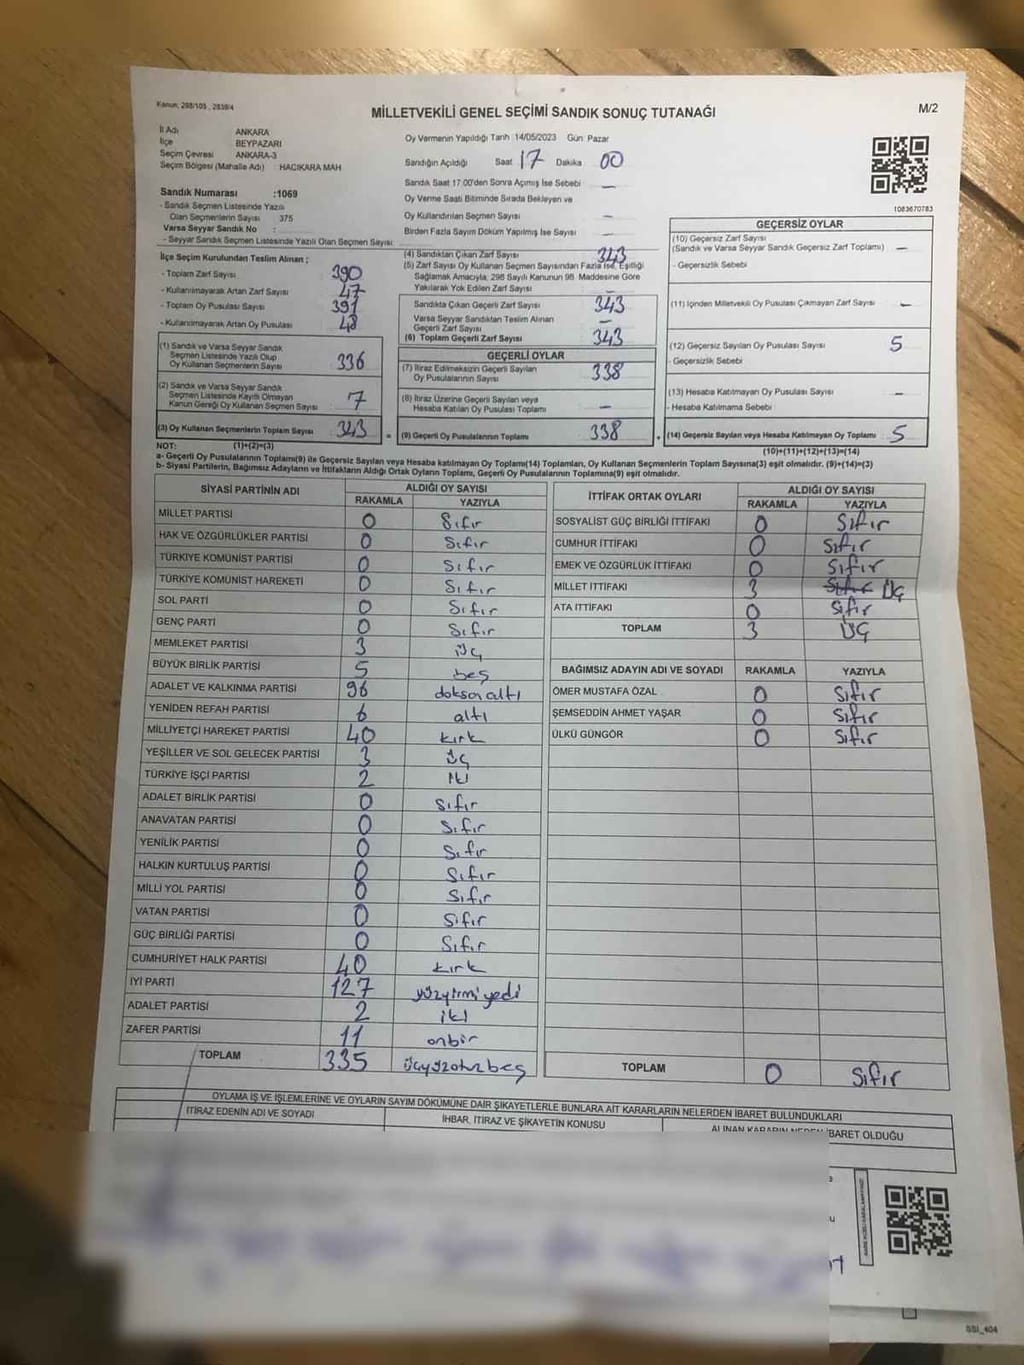 Kanun: 298/105 , 2839/4
MİLLETVEKİLİ GENEL SEÇİMİ SANDIK SONUÇ TUTANAĞI
M/2
İl Adı ANKARA
İlçe BEYPAZARI
Seçim Çevresi ANKARA-3
Seçim Bölgesi (Mahalle Adı) : HACIKARA MAH
Sandık Numarası :1069
- Sandık Seçmen Listesinde Yazılı
Olan Seçmenlerin Sayısı 375
Varsa Seyyar Sandık No :
- Seyyar Sandık Seçmen Listesinde Yazılı Olan Seçmen Sayısı
İlçe Seçim Kurulundan Teslim Alınan ;
- Toplam Zarf Sayısı 390
- Kullanılmayarak Artan Zarf Sayısı 47
- Toplam Oy Pusulası Sayısı 391
- Kullanılmayarak Artan Oy Pusulası 48
(1) Sandık ve Varsa Seyyar Sandık
Seçmen Listesinde Yazılı Olup
Oy Kullanan Seçmenlerin Sayısı 336
(2) Sandık ve Varsa Seyyar Sandık
Seçmen Listesinde Kayıtlı Olmayan
Kanun Gereği Oy Kullanan Seçmen Sayısı 7
(3) Oy Kullanan Seçmenlerin Toplam Sayısı 343
Oy Vermenin Yapıldığı Tarih :14/05/2023 Gün: Pazar
Sandığın Açıldığı Saat 17 Dakika 00
Sandık Saat 17.00'den Sonra Açılmış İse Sebebi —
Oy Verme Saati Bitiminde Sırada Bekleyen ve
Oy Kullandırılan Seçmen Sayısı —
Birden Fazla Sayım Döküm Yapılmış İse Sayısı —
(4) Sandıktan Çıkan Zarf Sayısı 343
(5) Zarf Sayısı Oy Kullanan Seçmen Sayısından Fazla İse, Eşitliği
Sağlamak Amacıyla; 298 Sayılı Kanunun 98. Maddesine Göre
Yakılarak Yok Edilen Zarf Sayısı —
Sandıkta Çıkan Geçerli Zarf Sayısı 343
Varsa Seyyar Sandıktan Teslim Alınan
Geçerli Zarf Sayısı —
(6) Toplam Geçerli Zarf Sayısı 343
GEÇERLİ OYLAR
(7) İtiraz Edilmeksizin Geçerli Sayılan
Oy Pusulalarının Sayısı 338
(8) İtiraz Üzerine Geçerli Sayılan veya
Hesaba Katılan Oy Pusulası Toplamı —
= (9) Geçerli Oy Pusulalarının Toplamı 338
1083670783
GEÇERSİZ OYLAR
(10) Geçersiz Zarf Sayısı
(Sandık ve Varsa Seyyar Sandık Geçersiz Zarf Toplamı) —
- Geçersizlik Sebebi
(11) İçinden Milletvekili Oy Pusulası Çıkmayan Zarf Sayısı —
(12) Geçersiz Sayılan Oy Pusulası Sayısı 5
- Geçersizlik Sebebi
(13) Hesaba Katılmayan Oy Pusulası Sayısı —
- Hesaba Katılmama Sebebi
+ (14) Geçersiz Sayılan veya Hesaba Katılmayan Oy Toplamı 5
NOT: (1)+(2)=(3)
(10)+(11)+(12)+(13)=(14)
a- Geçerli Oy Pusulalarının Toplamı(9) ile Geçersiz Sayılan veya Hesaba katılmayan Oy Toplamı(14) Toplamları, Oy Kullanan Seçmenlerin Toplam Sayısına(3) eşit olmalıdır. (9)+(14)=(3)
b- Siyasi Partilerin, Bağımsız Adayların ve İttifakların Aldığı Oyların Toplamı, Geçerli Oy Pusulalarının Toplamına(9) eşit olmalıdır.
SİYASİ PARTİNİN ADI ALDIĞI OY SAYISI
RAKAMLA YAZIYLA
MİLLET PARTİSİ 0 Sıfır
HAK VE ÖZGÜRLÜKLER PARTİSİ 0 Sıfır
TÜRKİYE KOMÜNİST PARTİSİ 0 Sıfır
TÜRKİYE KOMÜNİST HAREKETİ 0 Sıfır
SOL PARTİ 0 Sıfır
GENÇ PARTİ 0 Sıfır
MEMLEKET PARTİSİ 3 üç
BÜYÜK BİRLİK PARTİSİ 5 beş
ADALET VE KALKINMA PARTİSİ 96 doksanaltı
YENİDEN REFAH PARTİSİ 6 altı
MİLLİYETÇİ HAREKET PARTİSİ 40 kırk
YEŞİLLER VE SOL GELECEK PARTİSİ 3 üç
TÜRKİYE İŞÇİ PARTİSİ 2 iki
ADALET BİRLİK PARTİSİ 0 Sıfır
ANAVATAN PARTİSİ 0 Sıfır
YENİLİK PARTİSİ 0 Sıfır
HALKIN KURTULUŞ PARTİSİ 0 Sıfır
MİLLİ YOL PARTİSİ 0 Sıfır
VATAN PARTİSİ 0 Sıfır
GÜÇ BİRLİĞİ PARTİSİ 0 Sıfır
CUMHURİYET HALK PARTİSİ 40 kırk
İYİ PARTİ 127 yüzyirmiyedi
ADALET PARTİSİ 2 iki
ZAFER PARTİSİ 11 onbir
TOPLAM 335 üçyüzotuzbeş
İTTİFAK ORTAK OYLARI ALDIĞI OY SAYISI
RAKAMLA YAZIYLA
SOSYALİST GÜÇ BİRLİĞİ İTTİFAKI 0 Sıfır
CUMHUR İTTİFAKI 0 Sıfır
EMEK VE ÖZGÜRLÜK İTTİFAKI 0 Sıfır
MİLLET İTTİFAKI 3 Sıfır ÜÇ
ATA İTTİFAKI 0 Sıfır
TOPLAM 3 ÜÇ
BAĞIMSIZ ADAYIN ADI VE SOYADI RAKAMLA YAZIYLA
ÖMER MUSTAFA ÖZAL 0 Sıfır
ŞEMSEDDİN AHMET YAŞAR 0 Sıfır
ÜLKÜ GÜNGÖR 0 Sıfır
TOPLAM 0 Sıfır
OYLAMA İŞ VE İŞLEMLERİNE VE OYLARIN SAYIM DÖKÜMÜNE DAİR ŞİKAYETLERLE BUNLARA AİT KARARLARIN NELERDEN İBARET BULUNDUKLARI
İTİRAZ EDENİN ADI VE SOYADI İHBAR, İTİRAZ VE ŞİKAYETİN KONUSU ALINAN KARARIN NEDEN İBARET OLDUĞU
SSI_404